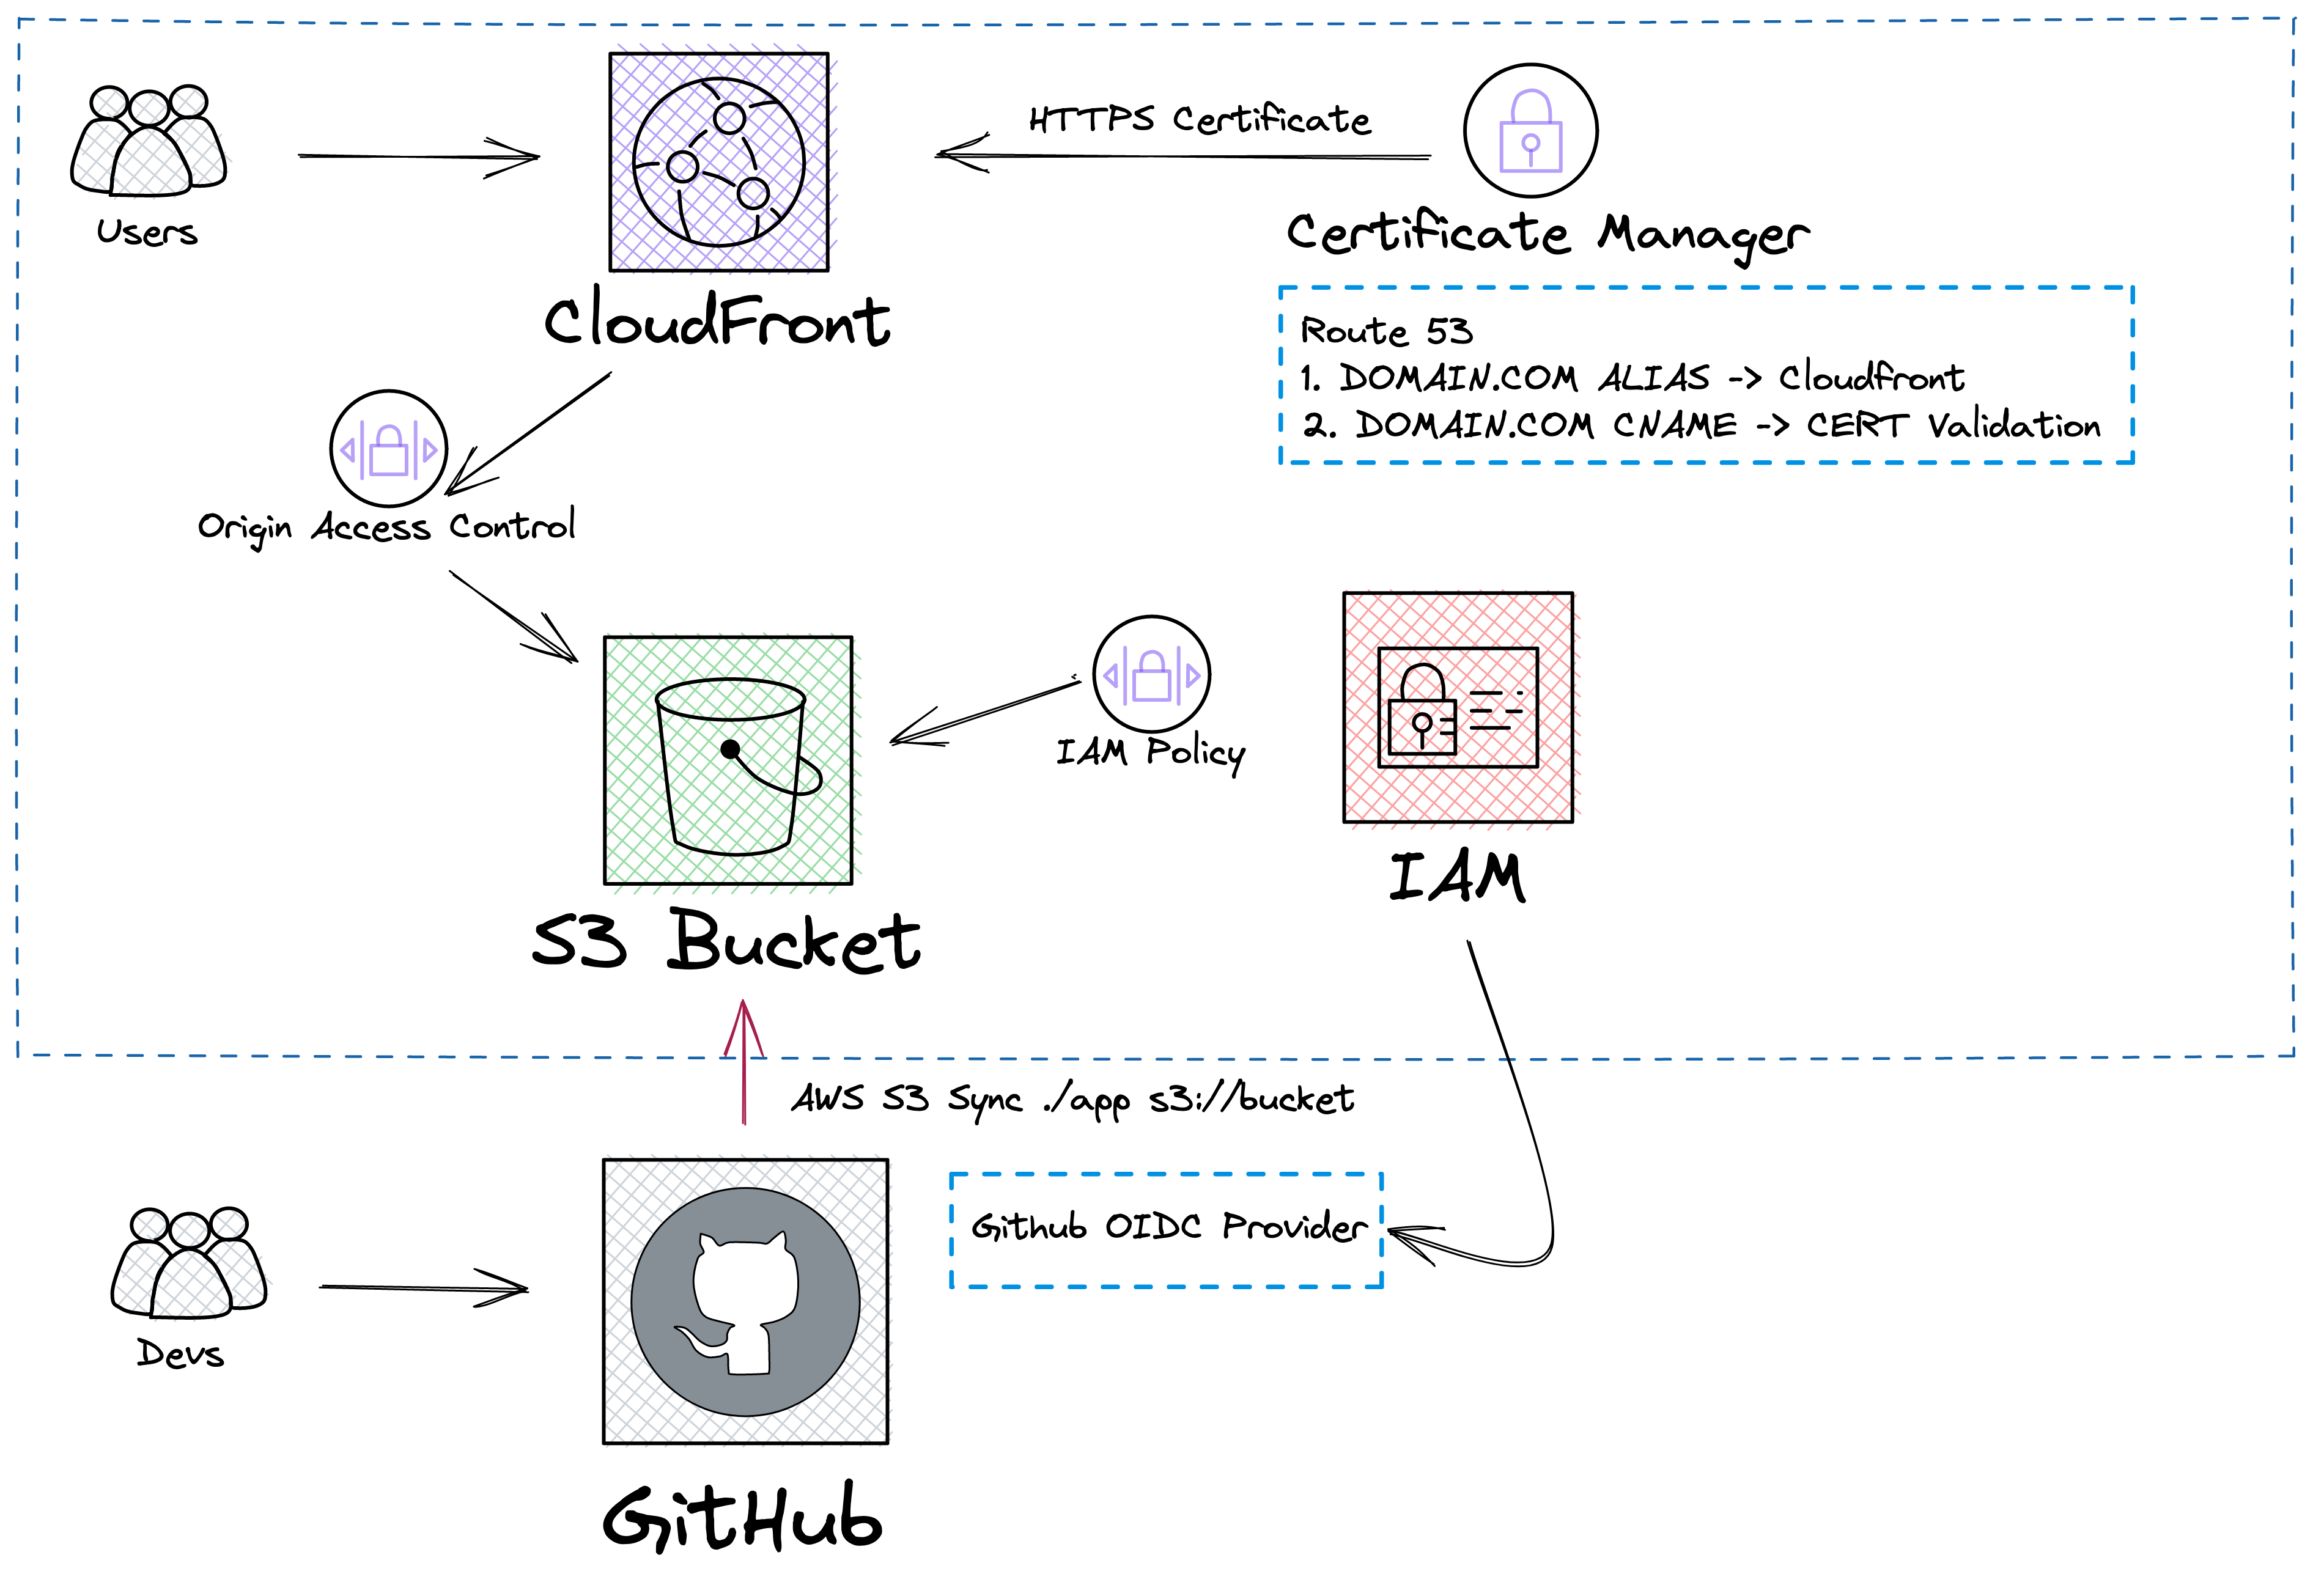 Users
CloudFront
HTTPS Certificate
Certificate Manager
Route 53
1. DOMAIN.COM ALIAS -> Cloudfront
2. DOMAIN.COM CNAME -> CERT Validation
Origin Access Control
S3 Bucket
IAM Policy
IAM
AWS S3 Sync ./app s3://bucket
Github OIDC Provider
Devs
GitHub